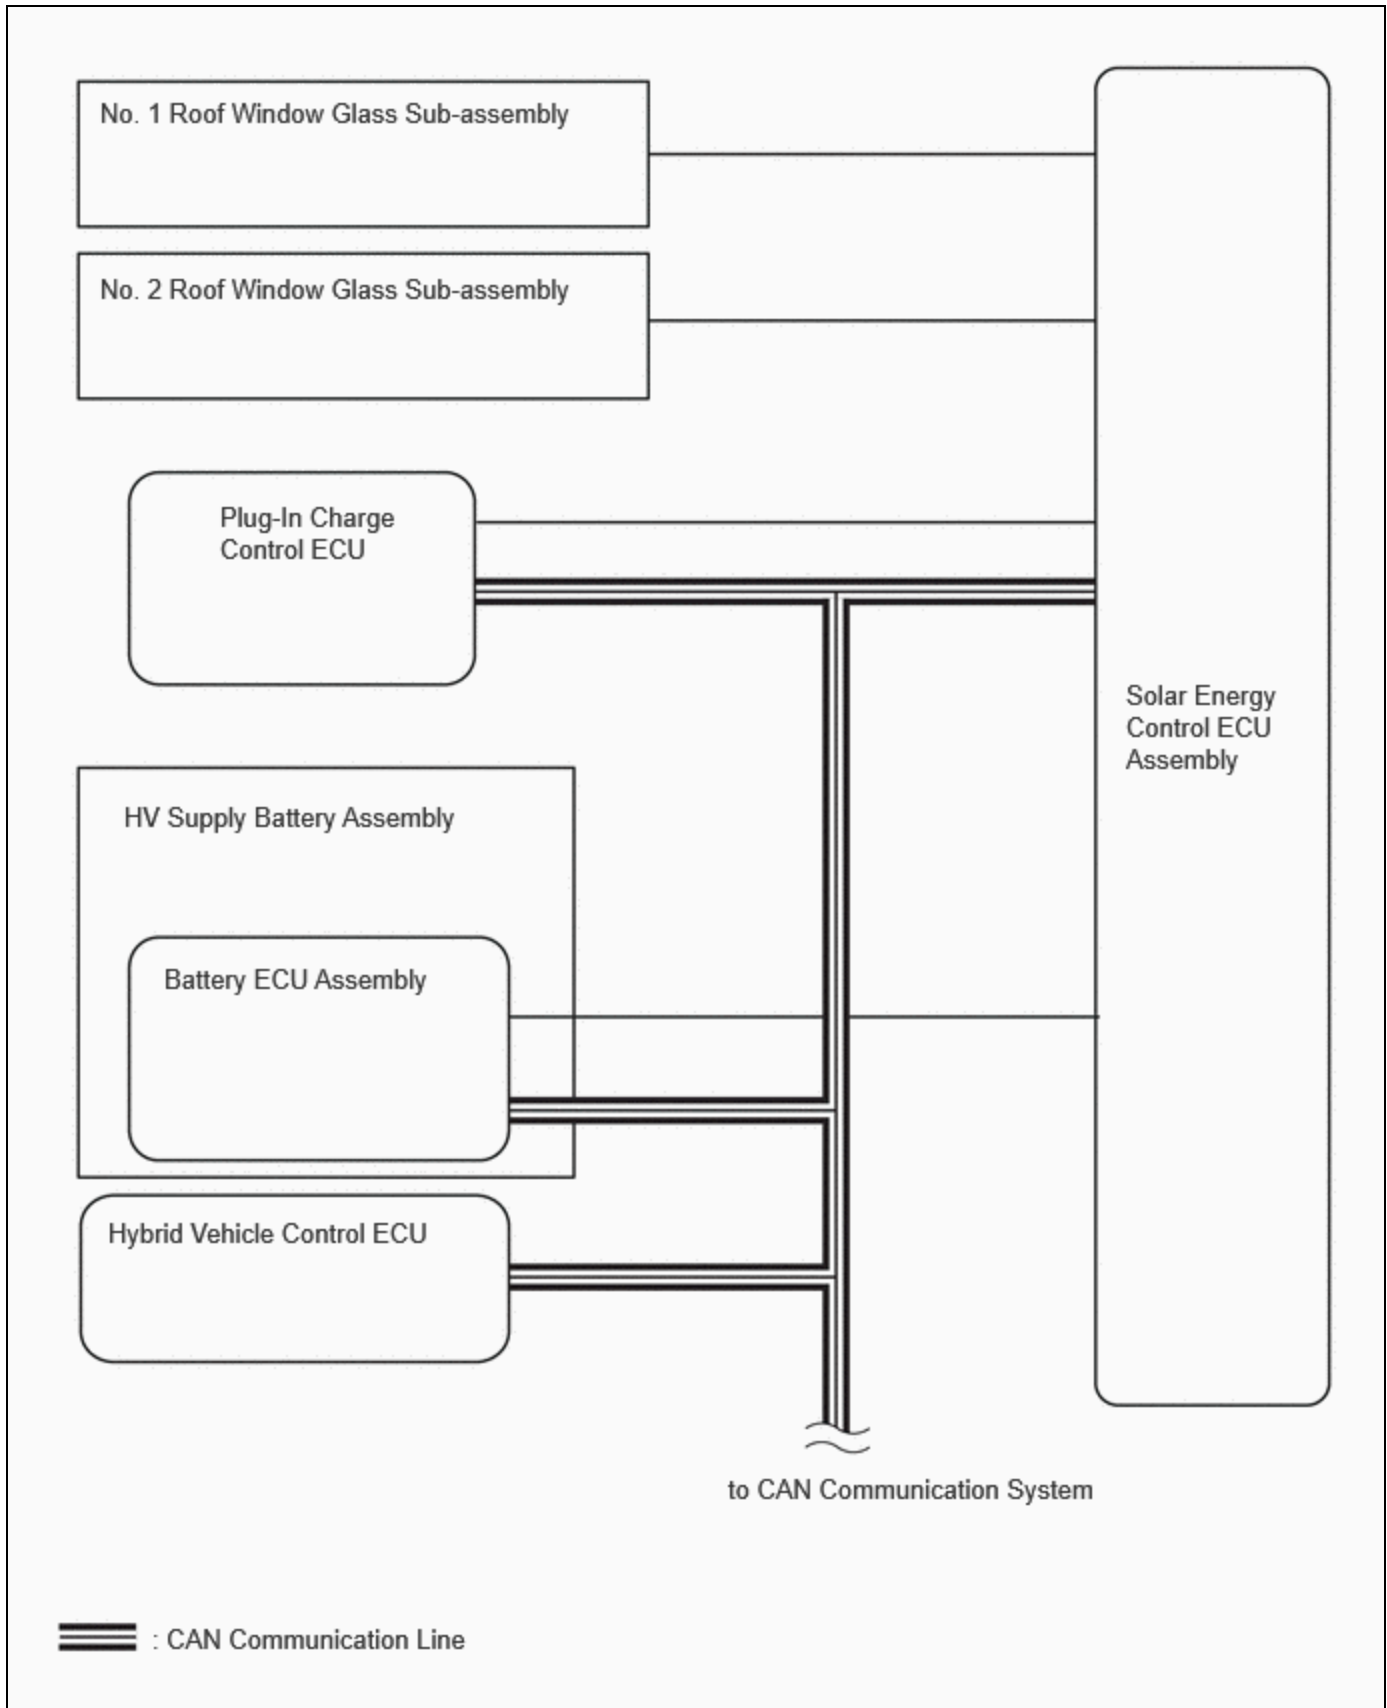 No. 1 Roof Window Glass Sub-assembly
No. 2 Roof Window Glass Sub-assembly
Plug-In Charge
Control ECU
Solar Energy
Control ECU
Assembly
HV Supply Battery Assembly
Battery ECU Assembly
Hybrid Vehicle Control ECU
to CAN Communication System
: CAN Communication Line